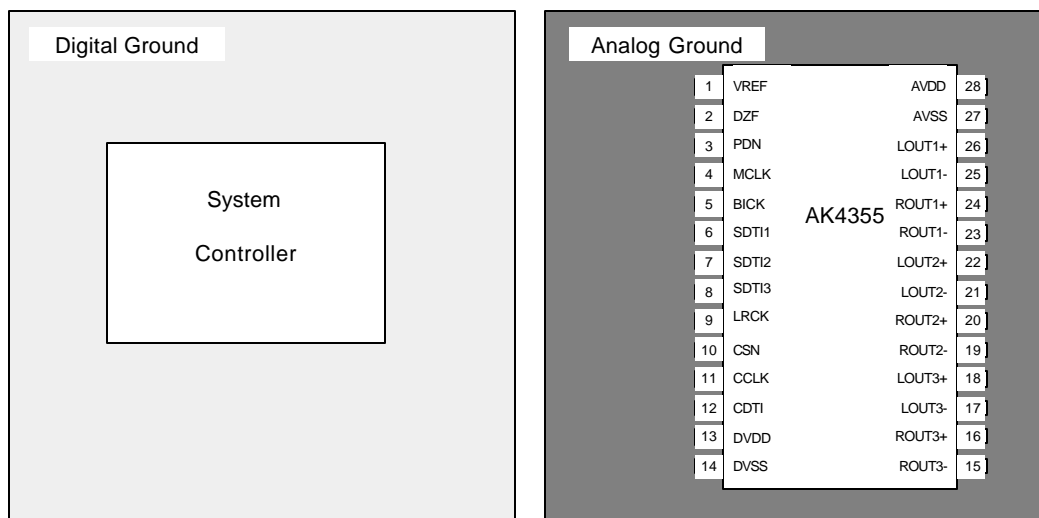 Digital Ground
System
Controller
Analog Ground
1 VREF AVDD 28
2 DZF AVSS 27
3 PDN LOUT1+ 26
4 MCLK LOUT1- 25
5 BICK ROUT1+ 24
AK4355
6 SDTI1 ROUT1- 23
7 SDTI2 LOUT2+ 22
8 SDTI3 LOUT2- 21
9 LRCK ROUT2+ 20
10 CSN ROUT2- 19
11 CCLK LOUT3+ 18
12 CDTI LOUT3- 17
13 DVDD ROUT3+ 16
14 DVSS ROUT3- 15